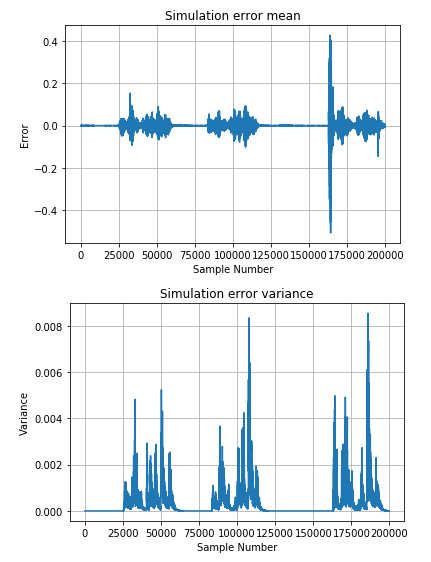 Simulation error mean
0.4
0.2
0.0
−0.2
−0.4
Error
0 25000 50000 75000 100000 125000 150000 175000 200000
Sample Number
Simulation error variance
0.008
0.006
0.004
0.002
0.000
Variance
0 25000 50000 75000 100000 125000 150000 175000 200000
Sample Number